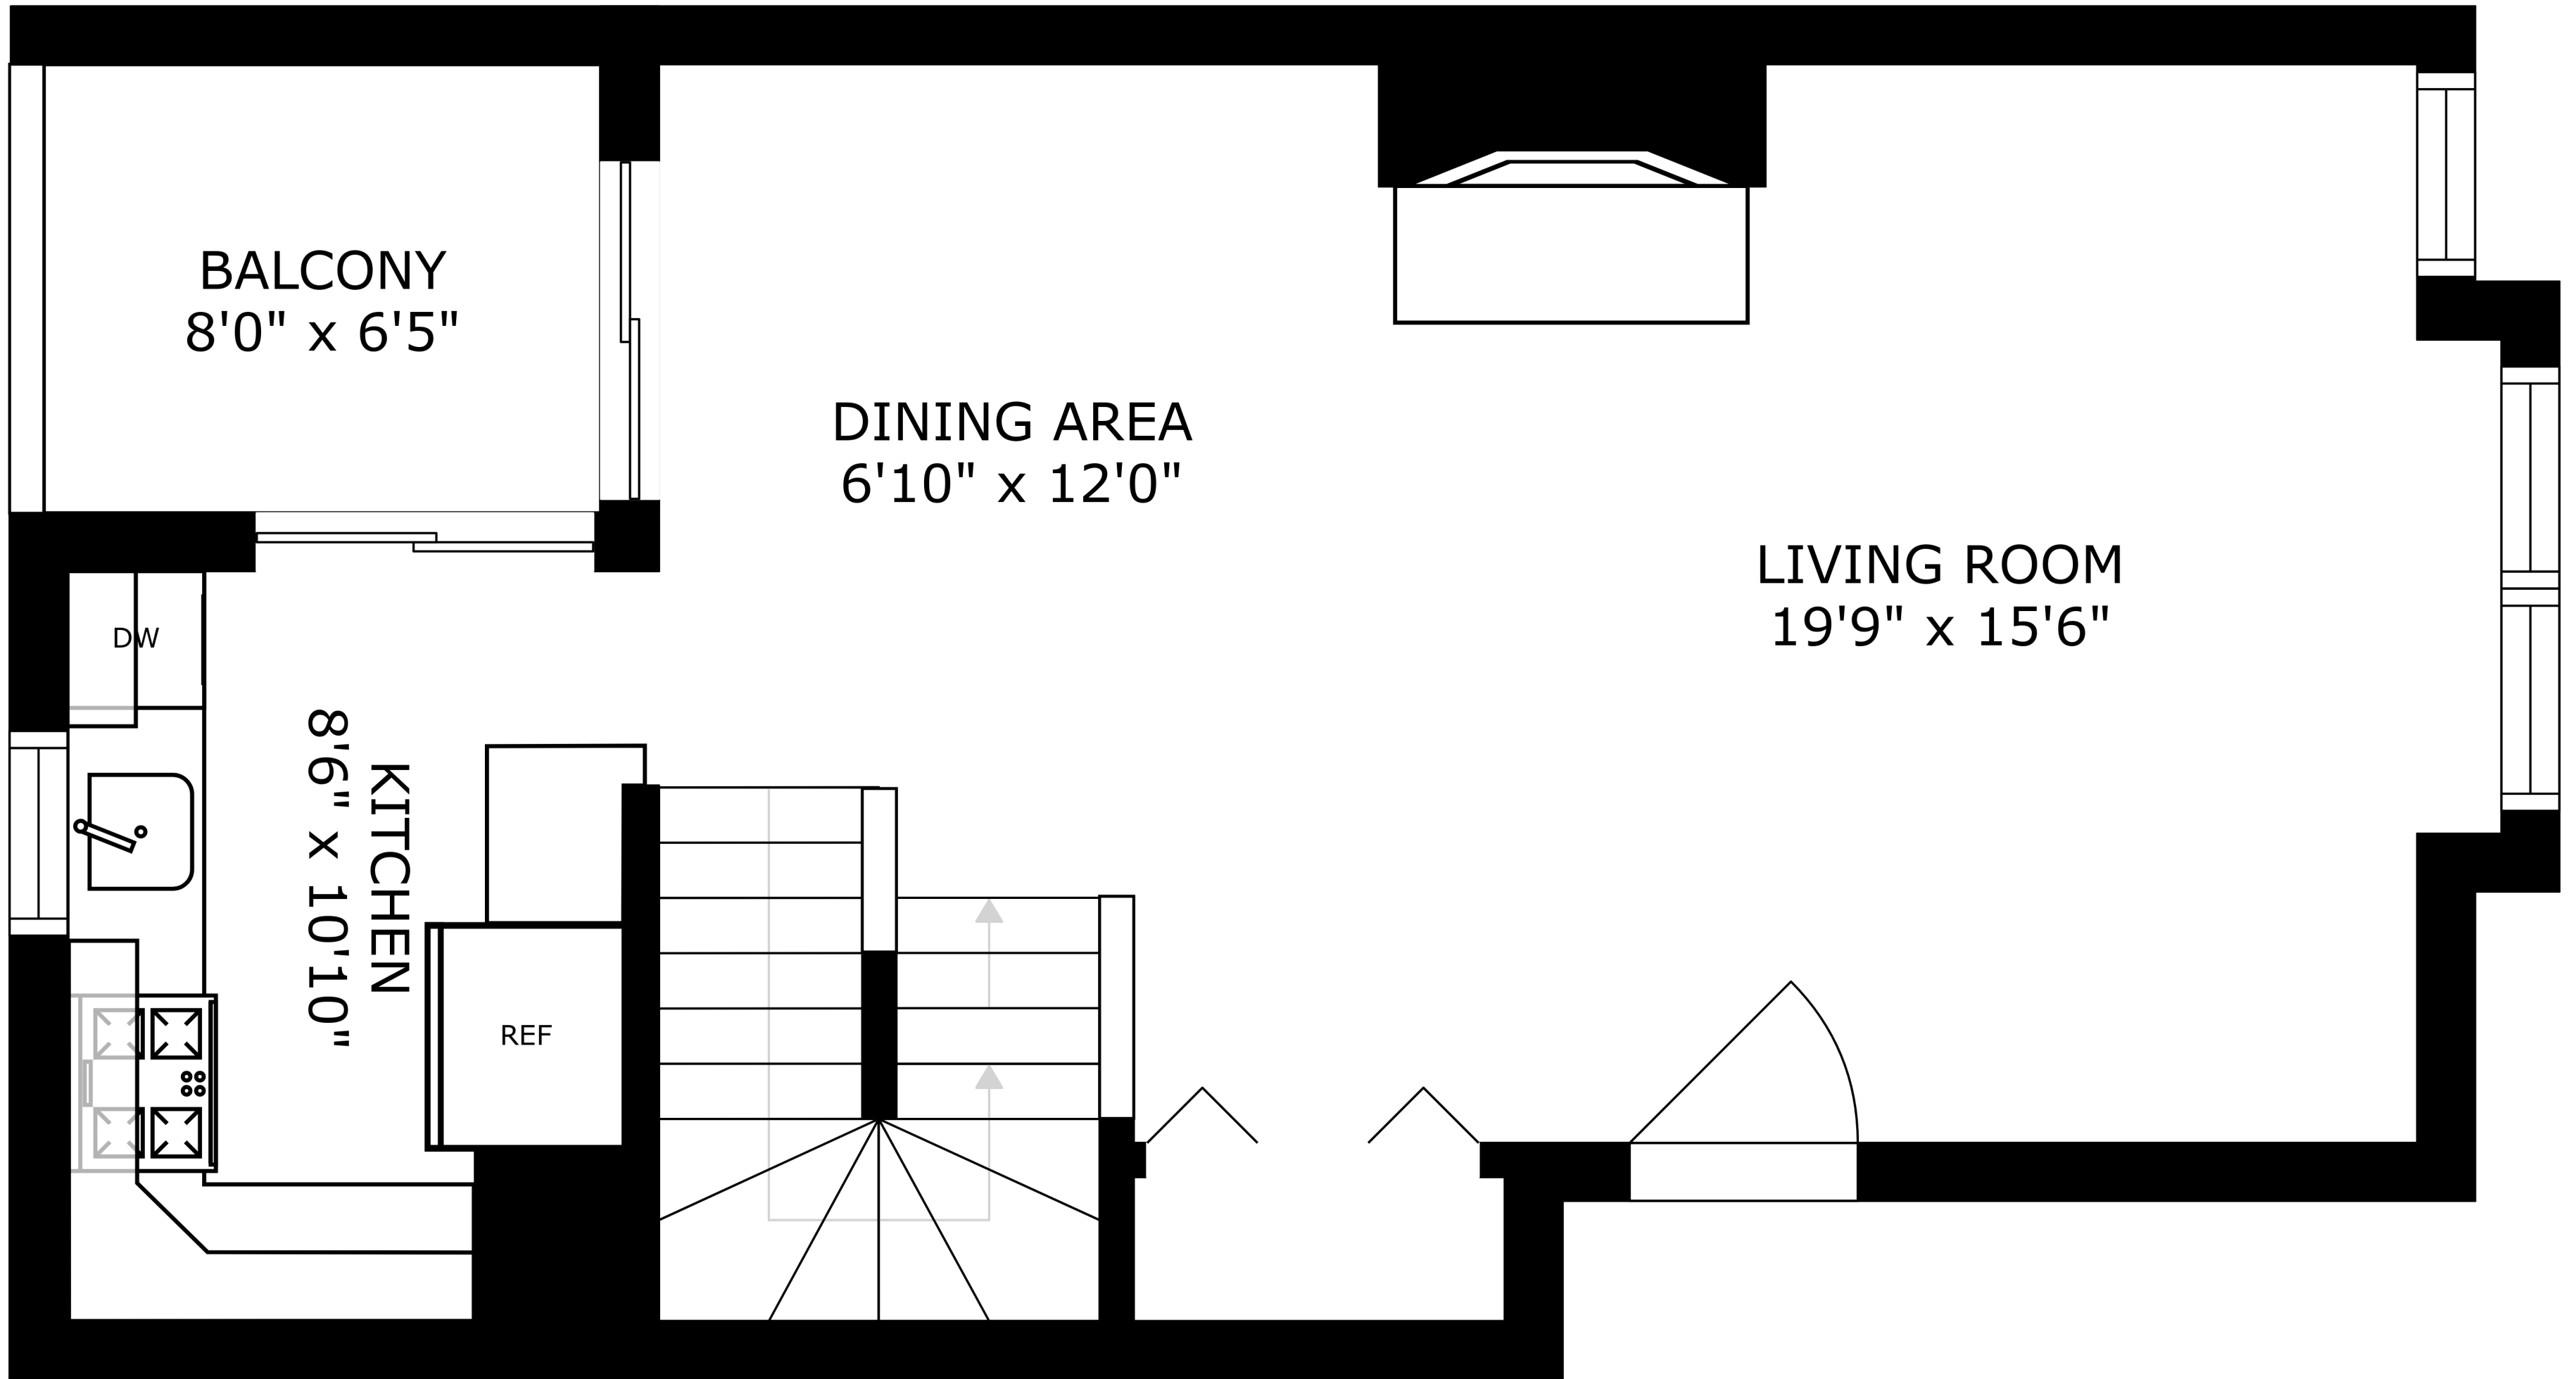 BALCONY
8'0" x 6'5"
DINING AREA
6'10" x 12'0"
LIVING ROOM
19'9" x 15'6"
DW
KITCHEN
8'6" x 10'10"
REF